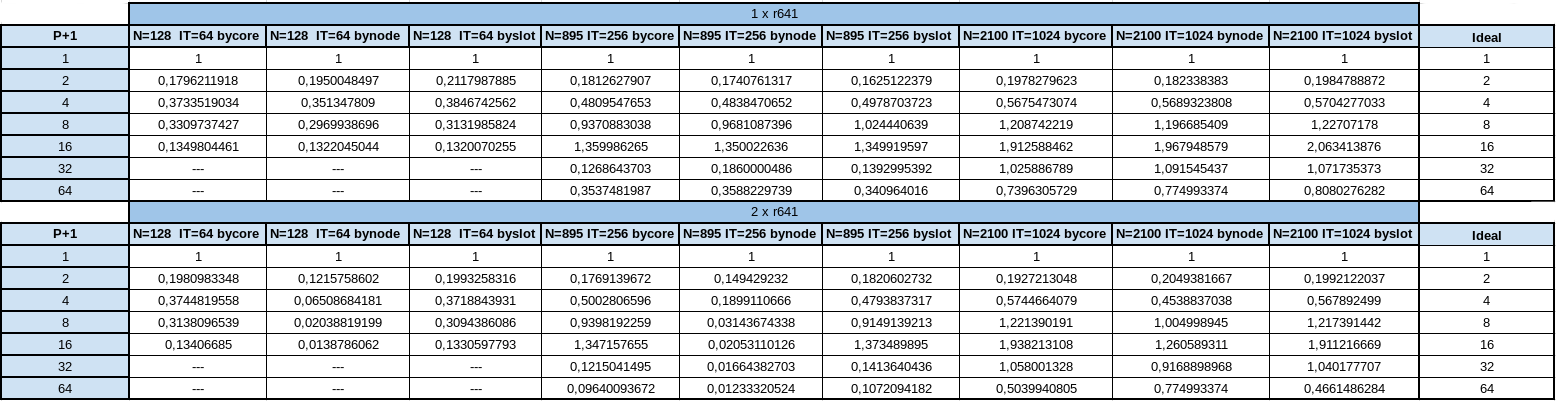 1 x r641
P+1 N=128 IT=64 bycore N=128 IT=64 bynode N=128 IT=64 byslot N=895 IT=256 bycore N=895 IT=256 bynode N=895 IT=256 byslot N=2100 IT=1024 bycore N=2100 IT=1024 bynode N=2100 IT=1024 byslot Ideal
1 1 1 1 1 1 1 1 1 1 1
2 0,1796211918 0,1950048497 0,2117987885 0,1812627907 0,1740761317 0,1625122379 0,1978279623 0,182338383 0,1984788872 2
4 0,3733519034 0,351347809 0,3846742562 0,4809547653 0,4838470652 0,4978703723 0,5675473074 0,5689323808 0,5704277033 4
8 0,3309737427 0,2969938696 0,3131985824 0,9370883038 0,9681087396 1,024440639 1,208742219 1,196685409 1,22707178 8
16 0,1349804461 0,1322045044 0,1320070255 1,359986265 1,350022636 1,349919597 1,912588462 1,967948579 2,063413876 16
32 --- --- --- 0,1268643703 0,1860000486 0,1392995392 1,025886789 1,091545437 1,071735373 32
64 --- --- --- 0,3537481987 0,3588229739 0,340964016 0,7396305729 0,774993374 0,8080276282 64
2 x r641
P+1 N=128 IT=64 bycore N=128 IT=64 bynode N=128 IT=64 byslot N=895 IT=256 bycore N=895 IT=256 bynode N=895 IT=256 byslot N=2100 IT=1024 bycore N=2100 IT=1024 bynode N=2100 IT=1024 byslot Ideal
1 1 1 1 1 1 1 1 1 1 1
2 0,1980983348 0,1215758602 0,1993258316 0,1769139672 0,149429232 0,1820602732 0,1927213048 0,2049381667 0,1992122037 2
4 0,3744819558 0,06508684181 0,3718843931 0,5002806596 0,1899110666 0,4793837317 0,5744664079 0,4538837038 0,567892499 4
8 0,3138096539 0,02038819199 0,3094386086 0,9398192259 0,03143674338 0,9149139213 1,221390191 1,004998945 1,217391442 8
16 0,13406685 0,0138786062 0,1330597793 1,347157655 0,02053110126 1,373489895 1,938213108 1,260589311 1,911216669 16
32 --- --- --- 0,1215041495 0,01664382703 0,1413640436 1,058001328 0,9168898968 1,040177707 32
64 --- --- --- 0,09640093672 0,01233320524 0,1072094182 0,5039940805 0,774993374 0,4661486284 64